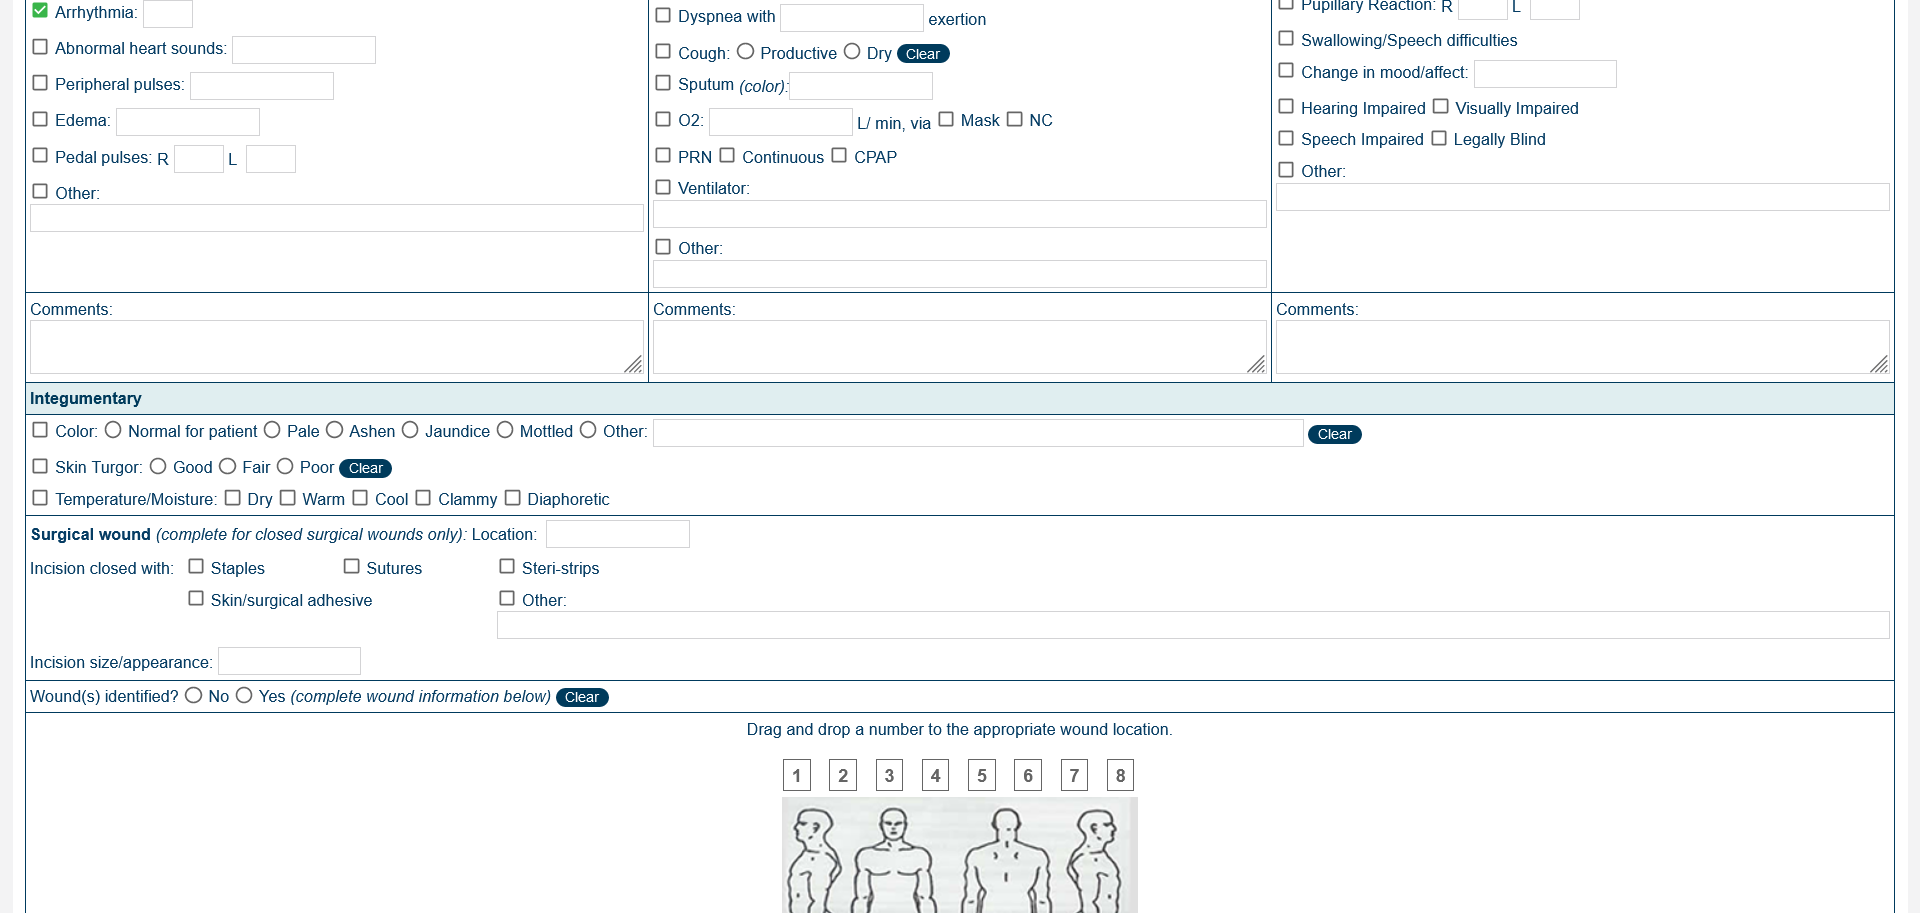 Arrhythmia:
Abnormal heart sounds:
Peripheral pulses:
Edema:
Pedal pulses: R L
Other:
Dyspnea with exertion
Cough: Productive Dry Clear
Sputum (color):
O2: L/ min, via Mask NC
PRN Continuous CPAP
Ventilator:
Other:
Pupillary Reaction: R L
Swallowing/Speech difficulties
Change in mood/affect:
Hearing Impaired Visually Impaired
Speech Impaired Legally Blind
Other:
Comments:
Comments:
Comments:
Integumentary
Color: Normal for patient Pale Ashen Jaundice Mottled Other: Clear
Skin Turgor: Good Fair Poor Clear
Temperature/Moisture: Dry Warm Cool Clammy Diaphoretic
Surgical wound (complete for closed surgical wounds only): Location:
Incision closed with: Staples Sutures Steri-strips
Skin/surgical adhesive Other:
Incision size/appearance:
Wound(s) identified? No Yes (complete wound information below) Clear
Drag and drop a number to the appropriate wound location.
1 2 3 4 5 6 7 8